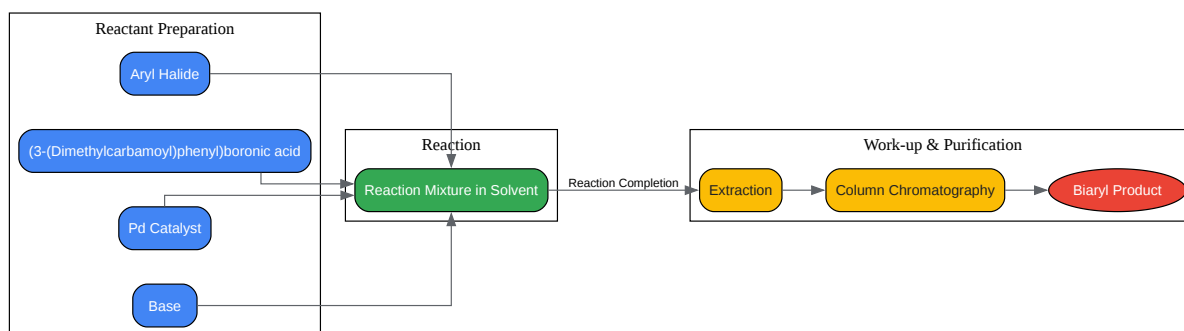 Reactant Preparation
Aryl Halide
(3-(Dimethylcarbamoyl)phenyl)boronic acid
Pd Catalyst
Base
Reaction
Reaction Mixture in Solvent
Reaction Completion
Work-up & Purification
Extraction
Column Chromatography
Biaryl Product